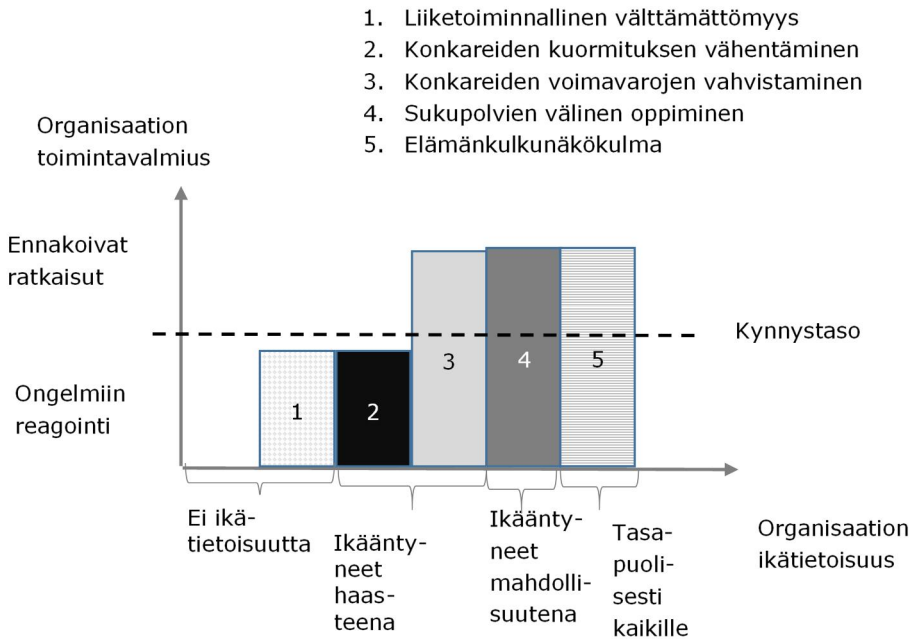 1. Liiketoiminnallinen välttämättömyys
2. Konkareiden kuormituksen vähentäminen
3. Konkareiden voimavarojen vahvistaminen
4. Sukupolvien välinen oppiminen
5. Elämänkulkunäkökulma
Organisaation
toimintavalmius
Ennakoivat
ratkaisut
Kynnystaso
Ongelmiin
reagointi
1
2
3
4
5
Ei ikä-
tietoisuutta
Ikäänty-
neet
haas-
teena
Ikäänty-
neet
mahdolli-
suutena
Tasa-
puoli-
sesti
kaikille
Organisaation
ikätietoisuus